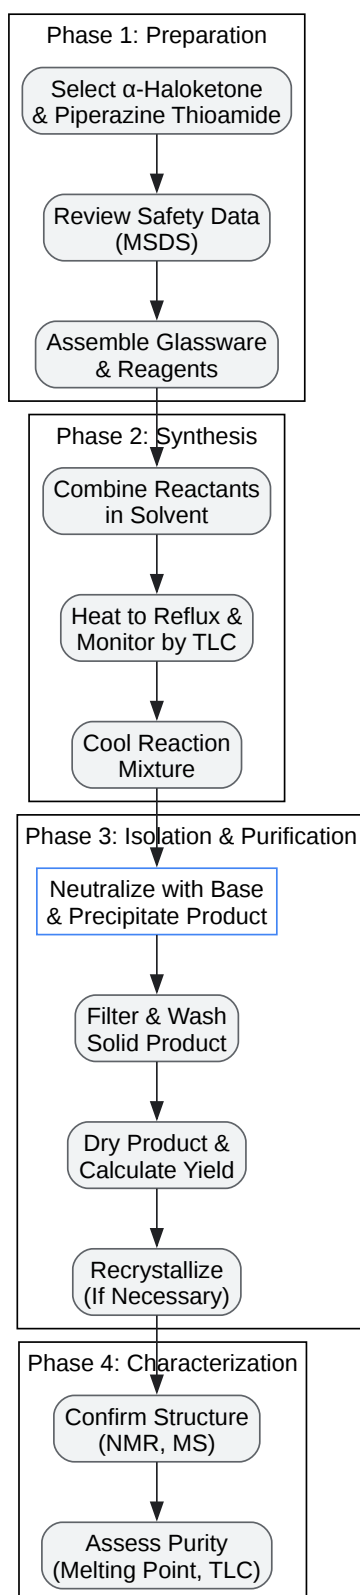 Phase 1: Preparation
Select α-Haloketone
& Piperazine Thioamide
Review Safety Data
(MSDS)
Assemble Glassware
& Reagents
Phase 2: Synthesis
Combine Reactants
in Solvent
Heat to Reflux &
Monitor by TLC
Cool Reaction
Mixture
Phase 3: Isolation & Purification
Neutralize with Base
& Precipitate Product
Filter & Wash
Solid Product
Dry Product &
Calculate Yield
Recrystallize
(If Necessary)
Phase 4: Characterization
Confirm Structure
(NMR, MS)
Assess Purity
(Melting Point, TLC)